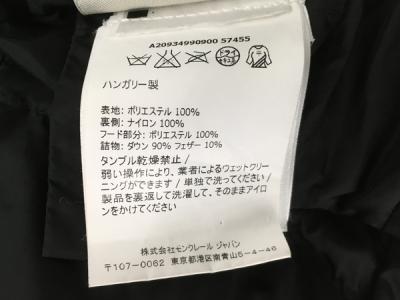 A20934990900 57455
ドライ
セキユ系
ハンガリー製
表地: ポリエステル 100%
裏側: ナイロン 100%
フード部分: ポリエステル 100%
詰物: ダウン 90% フェザー 10%
タンブル乾燥禁止 /
弱い操作により、業者によるウェットクリー
ニングができます / 単独で洗ってください /
製品を裏返して洗濯して、そのままアイロ
ンをかけてください
株式会社モンクレール ジャパン
〒107-0062 東京都港区南青山5-4-46